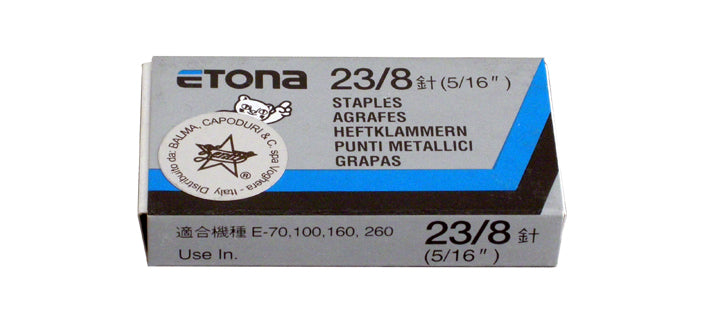 ETONA
23/8 針 (5/16")
STAPLES
AGRAFES
HEFTKLAMMERN
PUNTI METALLICI
GRAPAS
Distribuito da: BALMA, CAPODURI & C. spa Voghera - Italy
®
適合機種 E-70,100,160, 260
Use In.
23/8 針
(5/16")